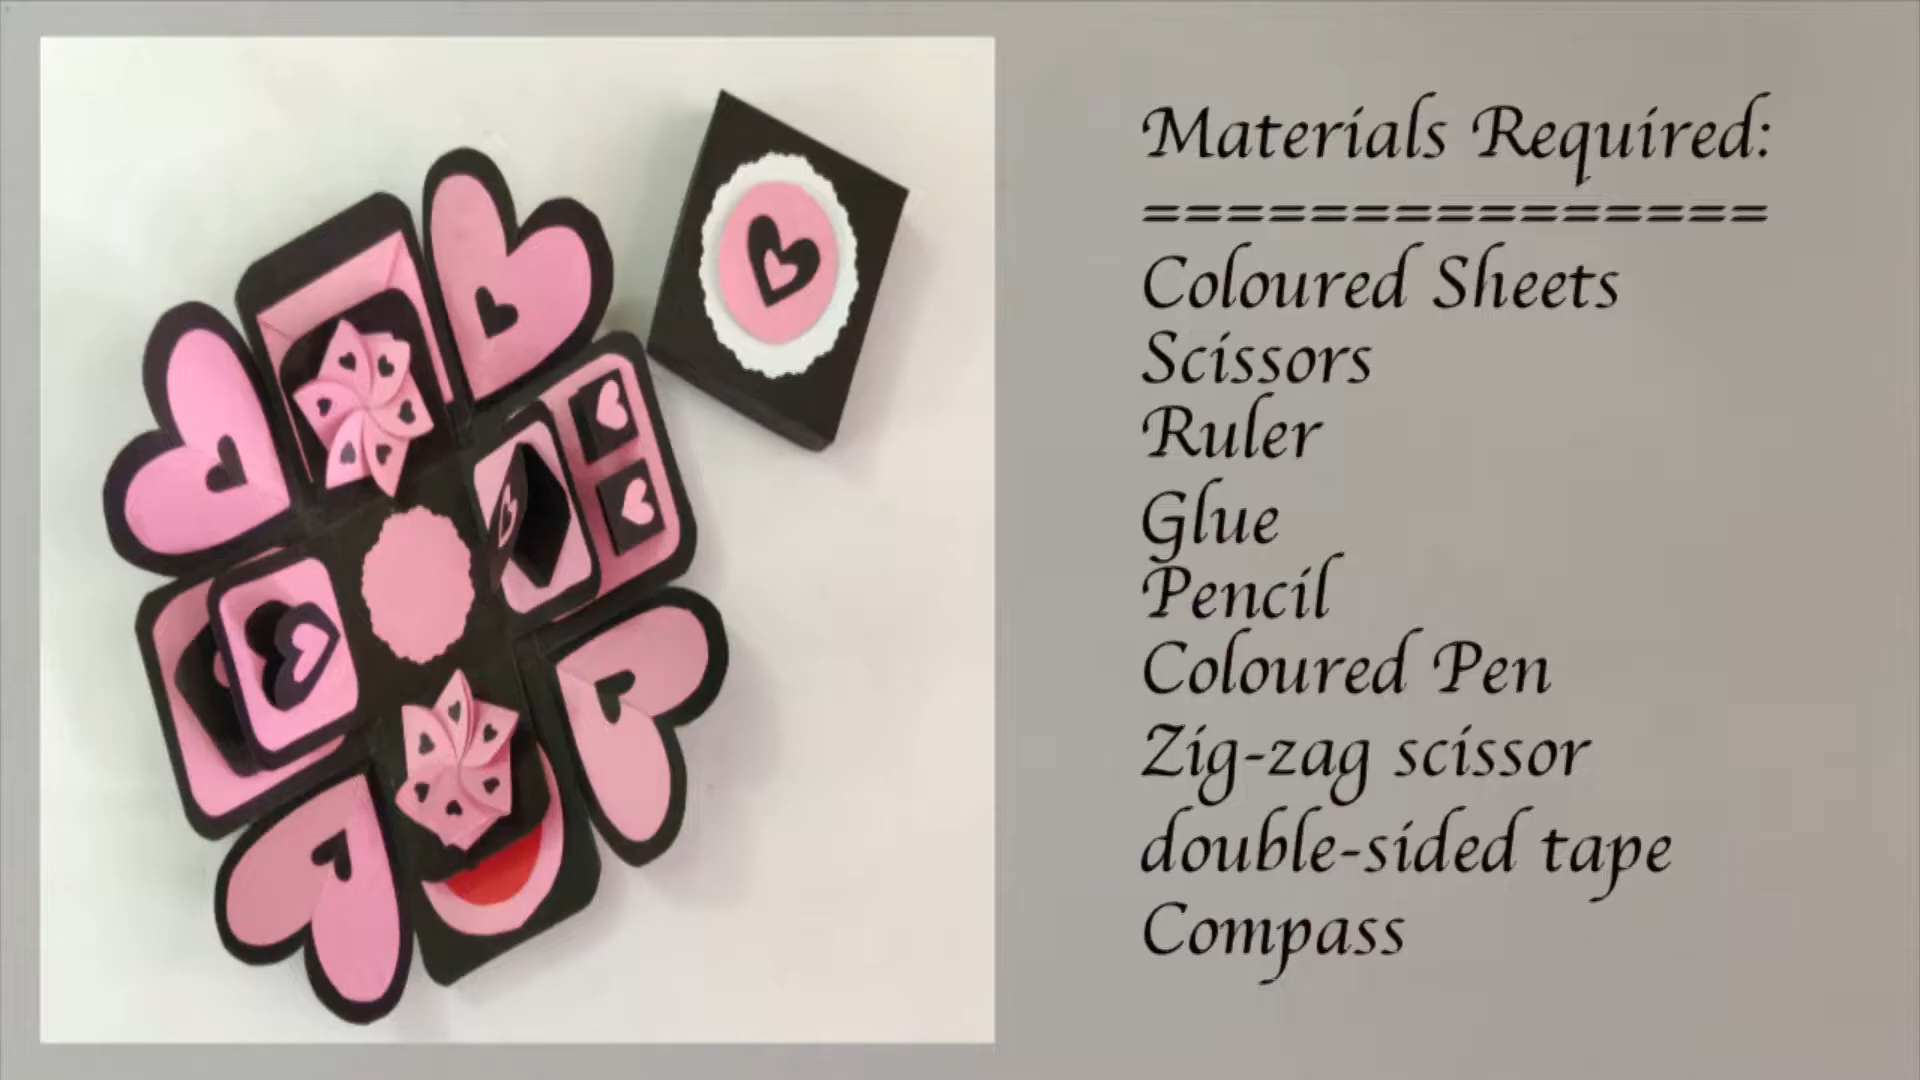 Materials Required:
===============
Coloured Sheets
Scissors
Ruler
Glue
Pencil
Coloured Pen
Zig-zag scissor
double-sided tape
Compass